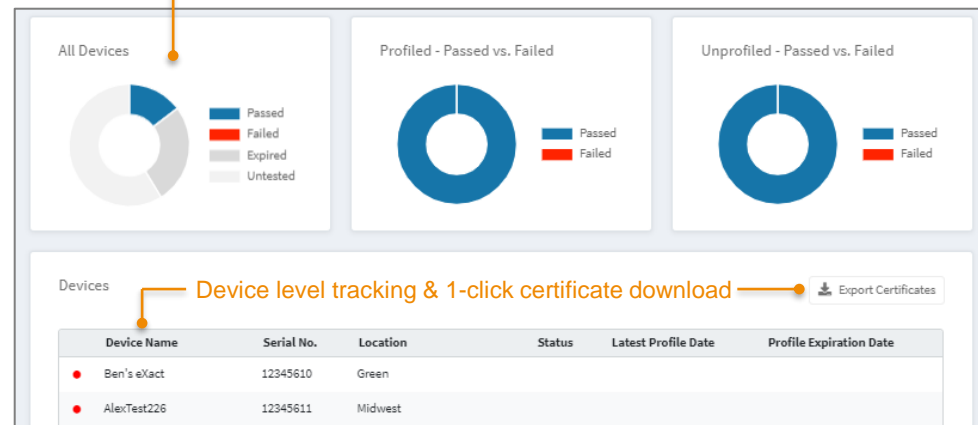 All Devices
Passed
Failed
Expired
Untested
Profiled - Passed vs. Failed
Passed
Failed
Unprofiled - Passed vs. Failed
Passed
Failed
Devices
Device level tracking & 1-click certificate download
Export Certificates
Device Name Serial No. Location Status Latest Profile Date Profile Expiration Date
Ben's eXact 12345610 Green
AlexTest226 12345611 Midwest